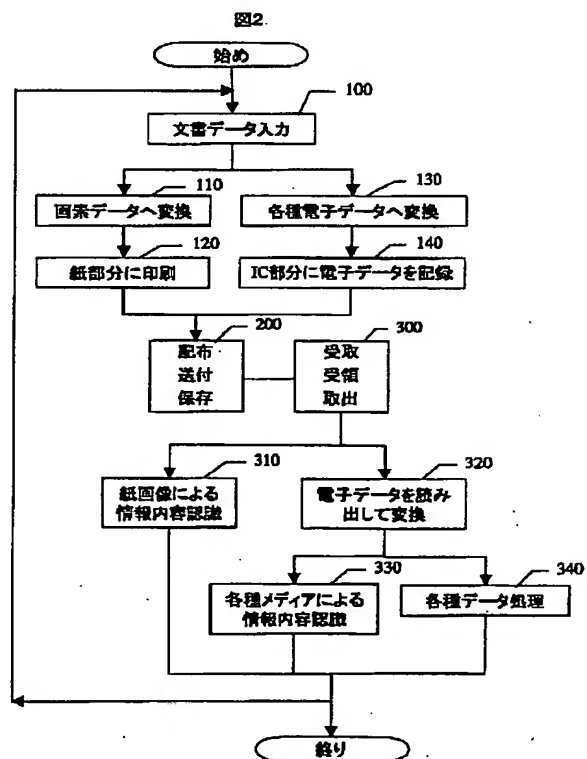 図2
始め
100
文書データ入力
110
130
画素データへ変換
各種電子データへ変換
120
140
紙部分に印刷
IC部分に電子データを記録
200
300
配布
送付
保存
受取
受領
取出
310
320
紙画像による
情報内容認識
電子データを読み
出して変換
330
340
各種メディアによる
情報内容認識
各種データ処理
終り